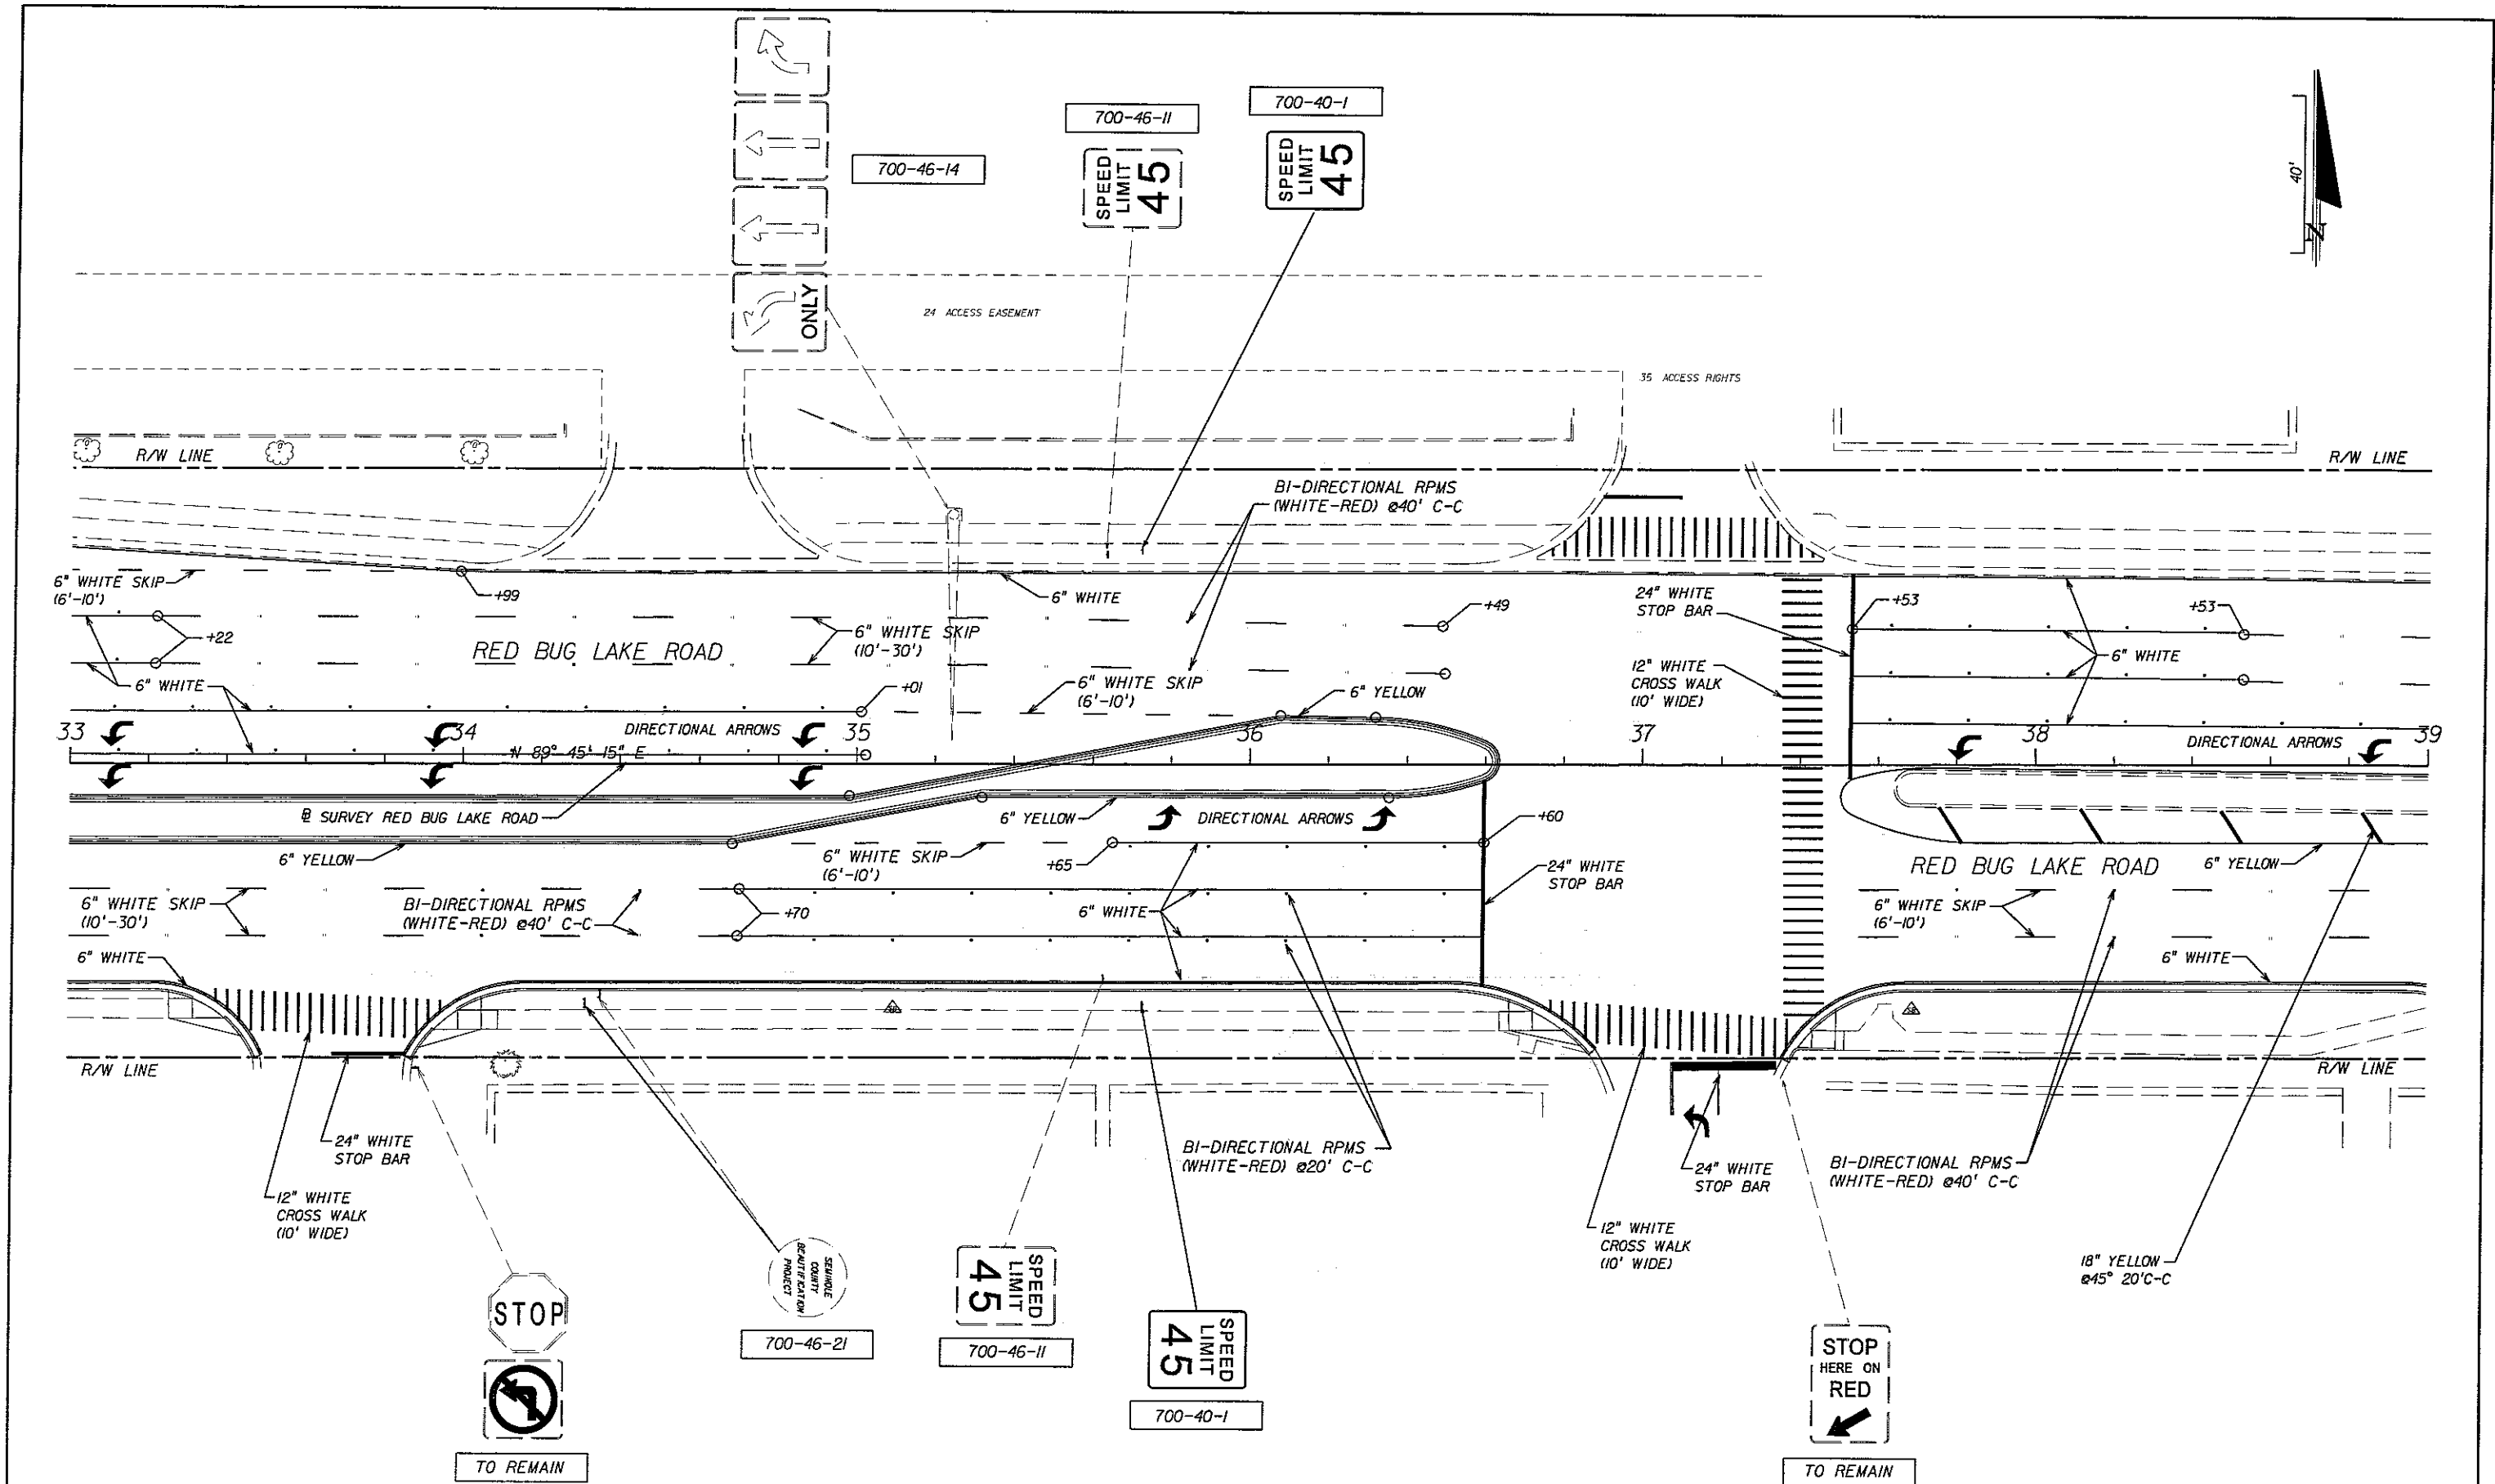 700-46-14
ONLY
700-46-11
SPEED
LIMIT
45
700-40-1
SPEED
LIMIT
45
40'
N
24 ACCESS EASEMENT
35 ACCESS RIGHTS
R/W LINE
R/W LINE
BI-DIRECTIONAL RPMS
(WHITE-RED) @40' C-C
6" WHITE SKIP
(6'-10')
+99
6" WHITE
+49
24" WHITE
STOP BAR
+53
+53
+22
RED BUG LAKE ROAD
6" WHITE SKIP
(10'-30')
6" WHITE
12" WHITE
CROSS WALK
(10' WIDE)
6" WHITE
+01
6" WHITE SKIP
(6'-10')
6" YELLOW
33
34
DIRECTIONAL ARROWS
35
36
37
38
DIRECTIONAL ARROWS
39
N 89° 45' 15" E
SURVEY RED BUG LAKE ROAD
6" YELLOW
DIRECTIONAL ARROWS
+60
6" YELLOW
6" WHITE SKIP
(6'-10')
+65
24" WHITE
STOP BAR
RED BUG LAKE ROAD
6" YELLOW
6" WHITE SKIP
(10'-30')
BI-DIRECTIONAL RPMS
(WHITE-RED) @40' C-C
+70
6" WHITE
6" WHITE SKIP
(6'-10')
6" WHITE
6" WHITE
R/W LINE
R/W LINE
24" WHITE
STOP BAR
BI-DIRECTIONAL RPMS
(WHITE-RED) @20' C-C
24" WHITE
STOP BAR
BI-DIRECTIONAL RPMS
(WHITE-RED) @40' C-C
12" WHITE
CROSS WALK
(10' WIDE)
12" WHITE
CROSS WALK
(10' WIDE)
18" YELLOW
@45° 20'C-C
STOP
TO REMAIN
SEMINOLE
COUNTY
BEAUTIFICATION
PROJECT
700-46-21
SPEED
LIMIT
45
700-46-11
SPEED
LIMIT
45
700-40-1
STOP
HERE ON
RED
TO REMAIN